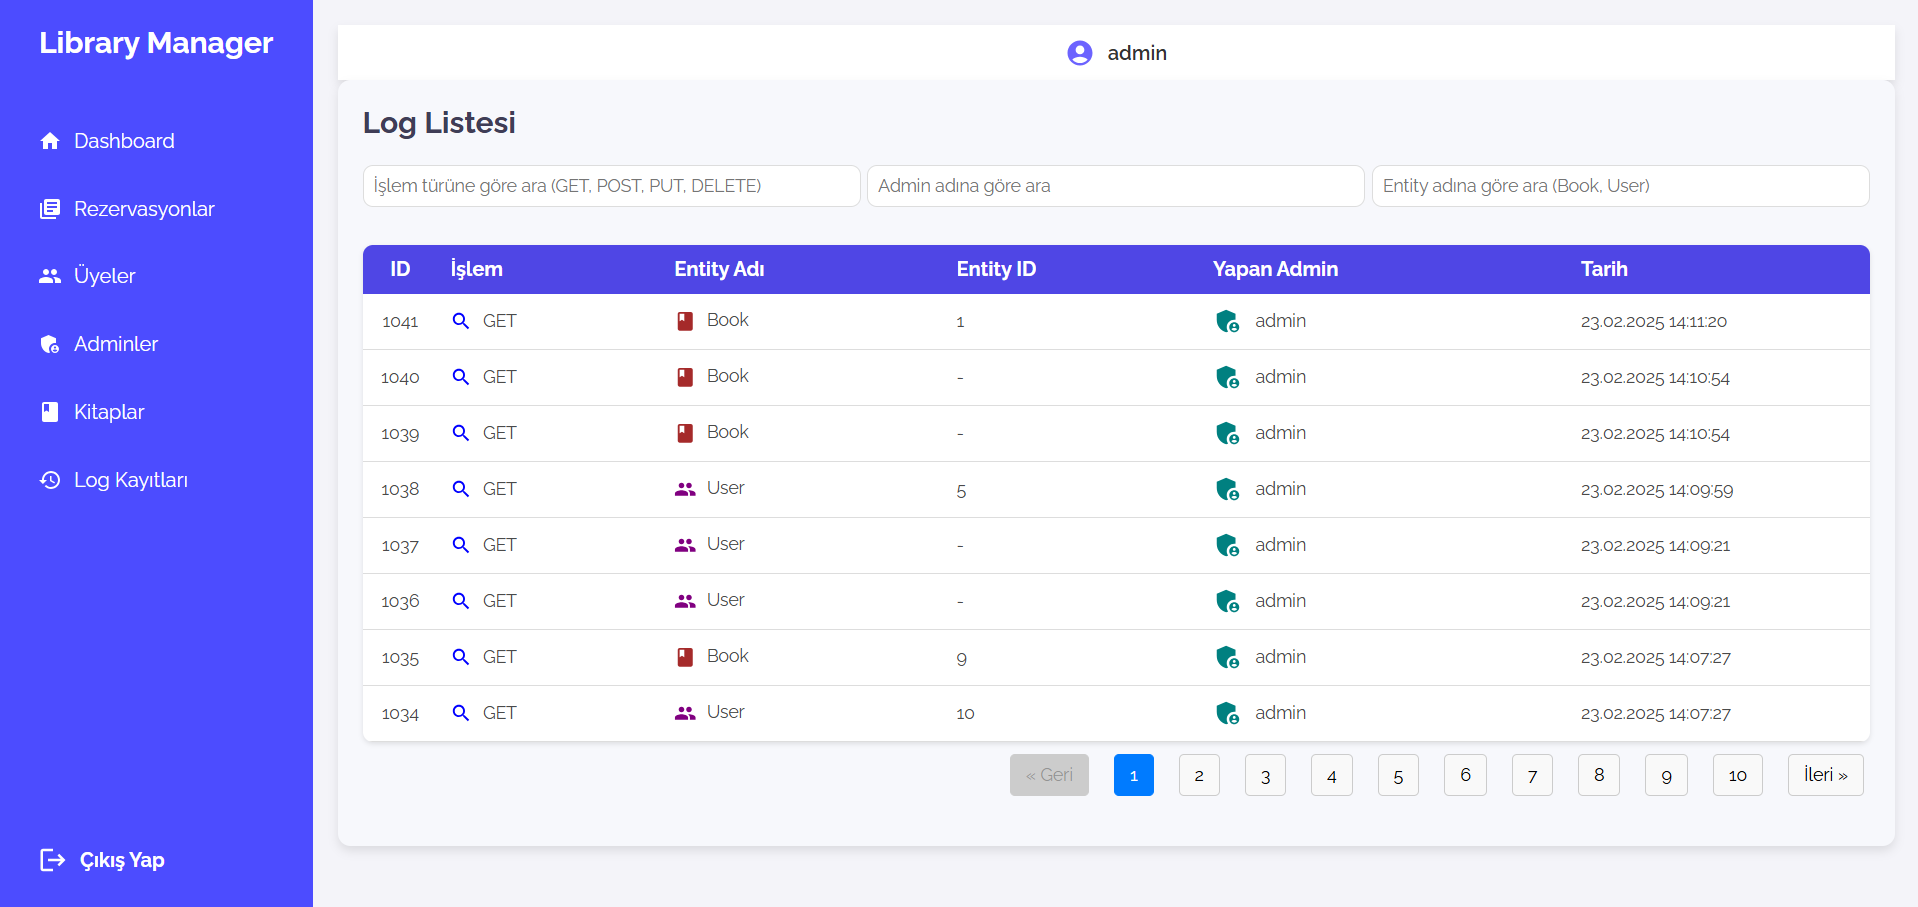 Library Manager
Dashboard
Rezervasyonlar
Üyeler
Adminler
Kitaplar
Log Kayıtları
Çıkış Yap
admin
Log Listesi
İşlem türüne göre ara (GET, POST, PUT, DELETE) Admin adına göre ara Entity adına göre ara (Book, User)
ID İşlem Entity Adı Entity ID Yapan Admin Tarih
1041 GET Book 1 admin 23.02.2025 14:11:20
1040 GET Book - admin 23.02.2025 14:10:54
1039 GET Book - admin 23.02.2025 14:10:54
1038 GET User 5 admin 23.02.2025 14:09:59
1037 GET User - admin 23.02.2025 14:09:21
1036 GET User - admin 23.02.2025 14:09:21
1035 GET Book 9 admin 23.02.2025 14:07:27
1034 GET User 10 admin 23.02.2025 14:07:27
« Geri 1 2 3 4 5 6 7 8 9 10 İleri »